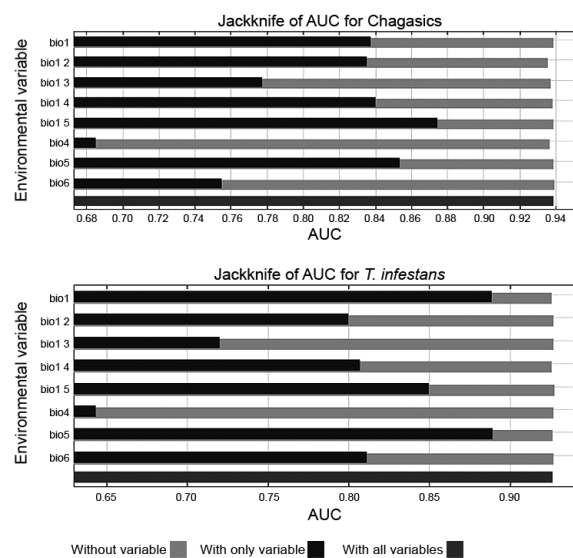 Jackknife of AUC for Chagasics
Environmental variable
bio1
bio1 2
bio1 3
bio1 4
bio1 5
bio4
bio5
bio6
0.68 0.70 0.72 0.74 0.76 0.78 0.80 0.82 0.84 0.86 0.88 0.90 0.92 0.94
AUC
Jackknife of AUC for T. infestans
Environmental variable
bio1
bio1 2
bio1 3
bio1 4
bio1 5
bio4
bio5
bio6
0.65 0.70 0.75 0.80 0.85 0.90
AUC
Without variable With only variable With all variables